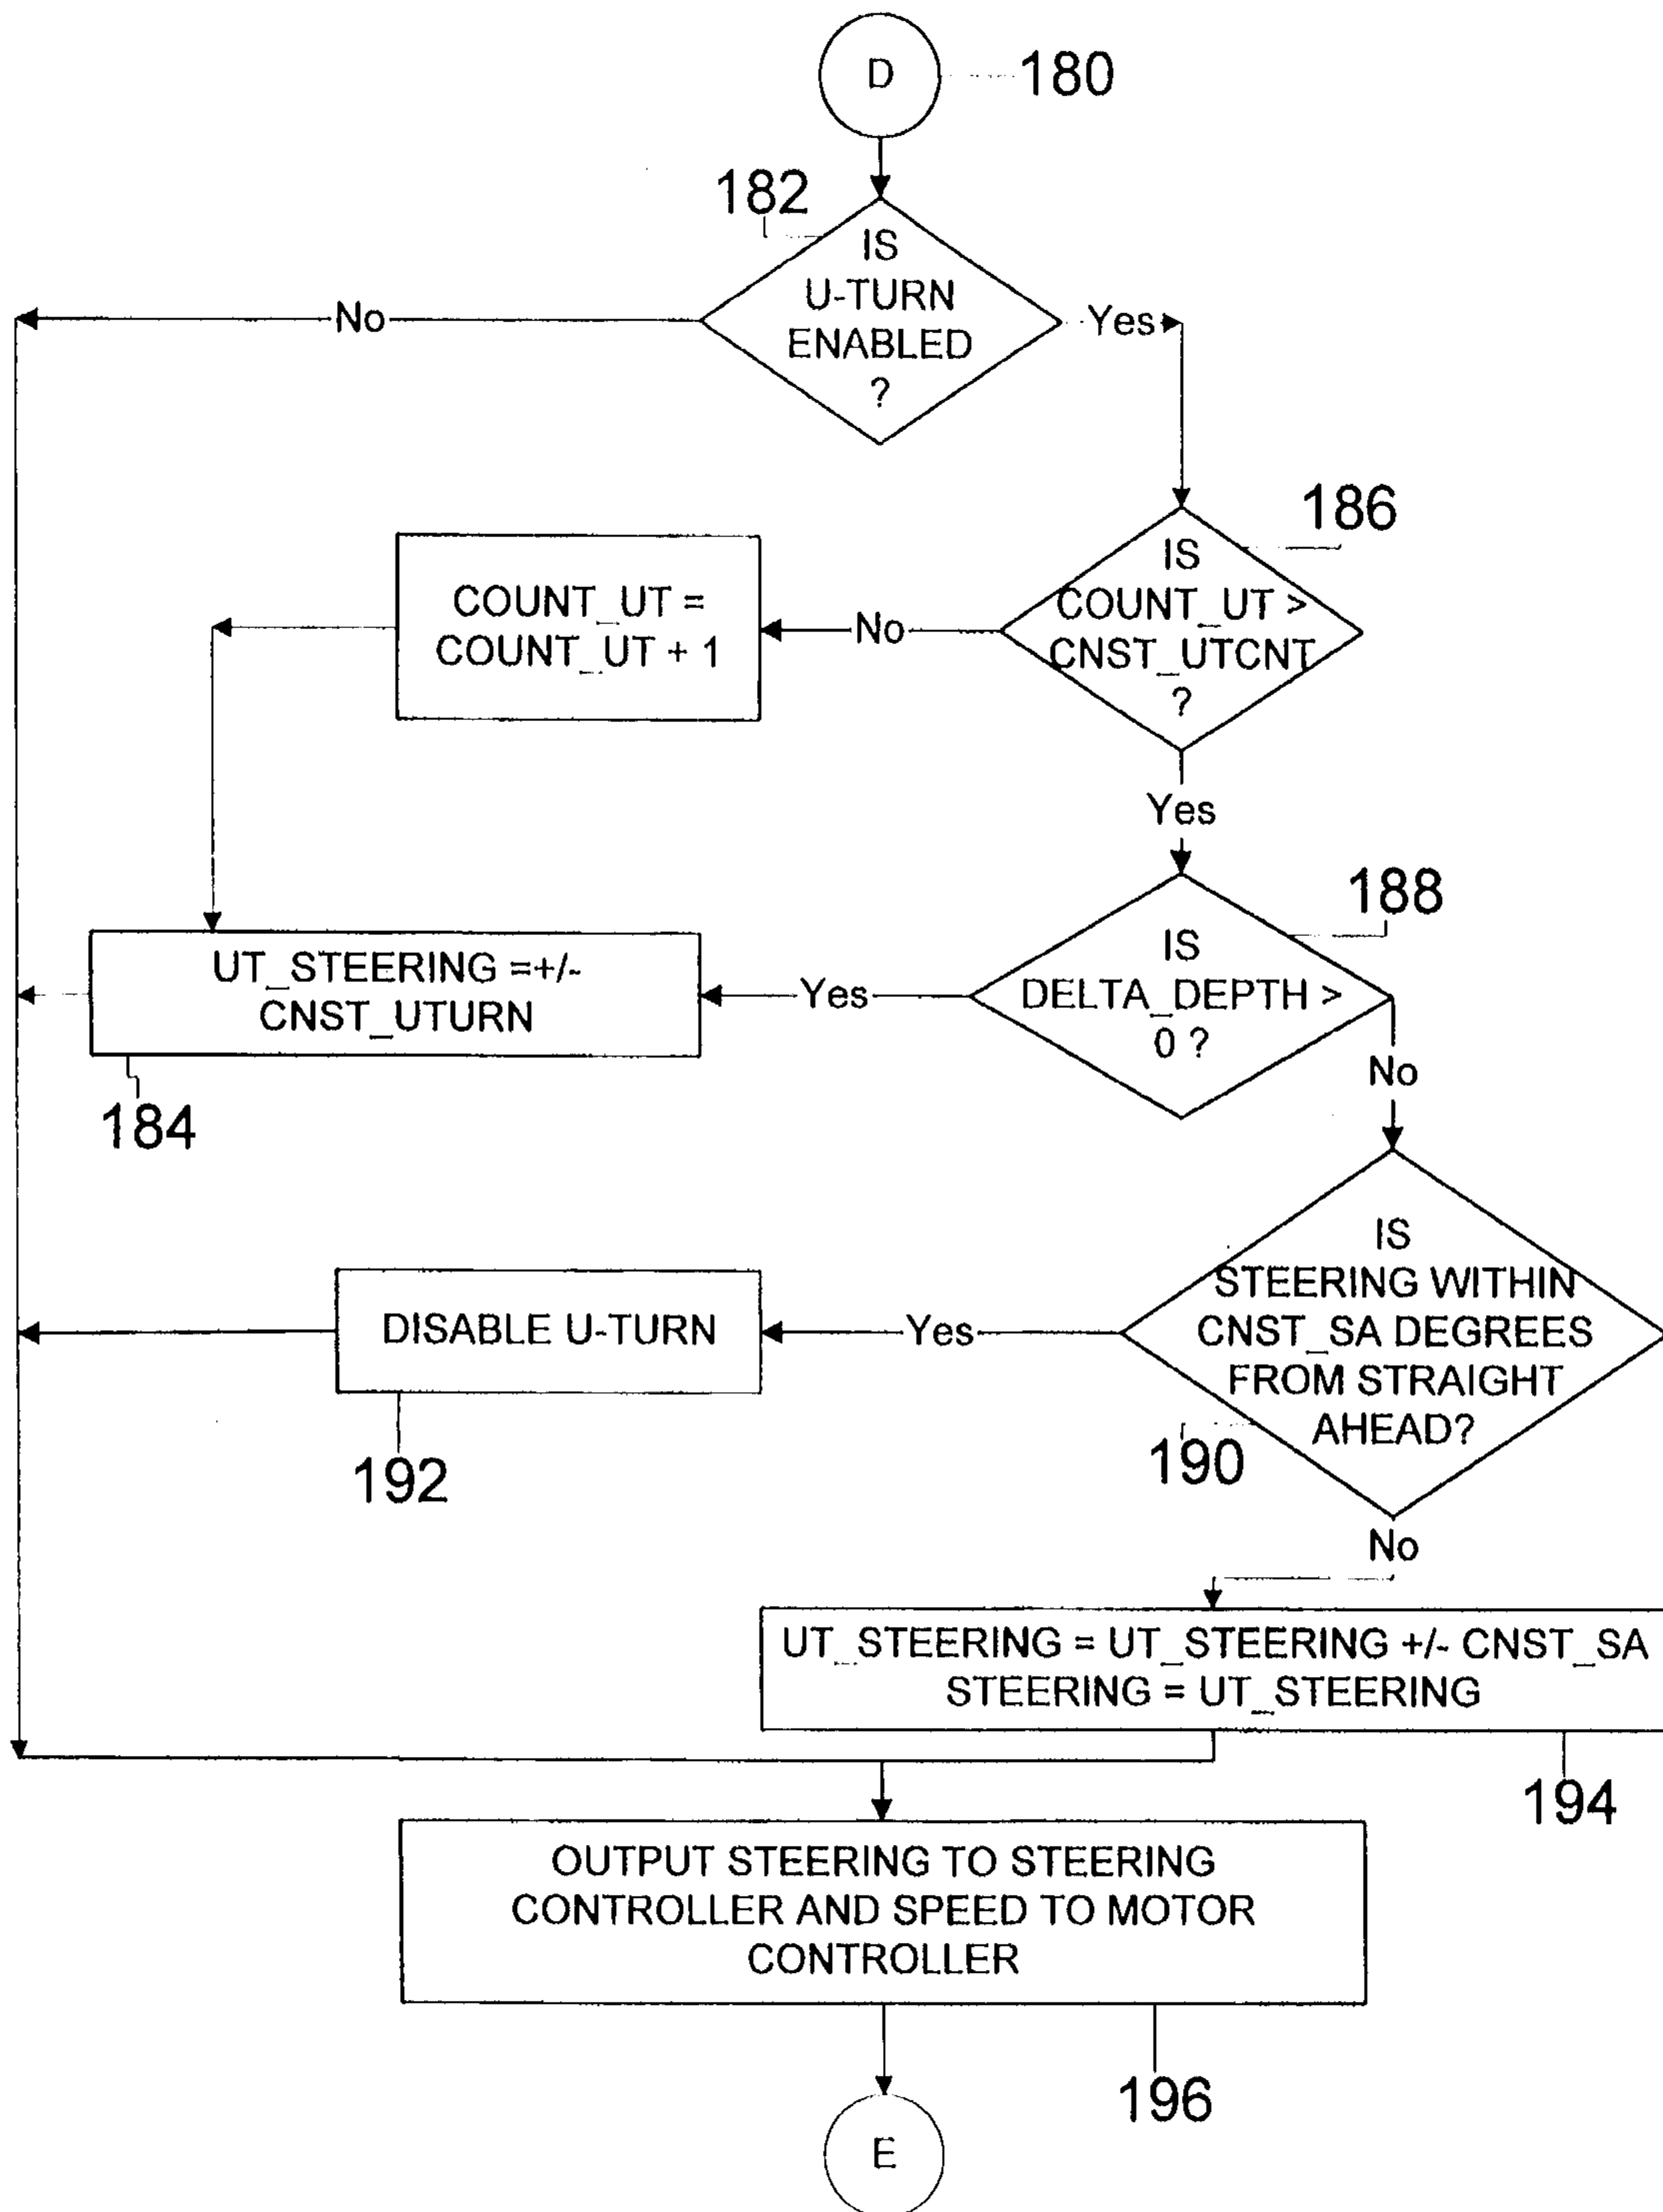 D
180
182
IS
U-TURN
ENABLED
?
No
Yes
186
IS
COUNT_UT >
CNST_UTCNT
?
No
COUNT_UT =
COUNT_UT + 1
Yes
188
IS
DELTA_DEPTH >
0 ?
Yes
UT_STEERING =+/-
CNST_UTURN
184
No
IS
STEERING WITHIN
CNST_SA DEGREES
FROM STRAIGHT
AHEAD?
190
Yes
DISABLE U-TURN
192
No
UT_STEERING = UT_STEERING +/- CNST_SA
STEERING = UT_STEERING
194
OUTPUT STEERING TO STEERING
CONTROLLER AND SPEED TO MOTOR
CONTROLLER
196
E